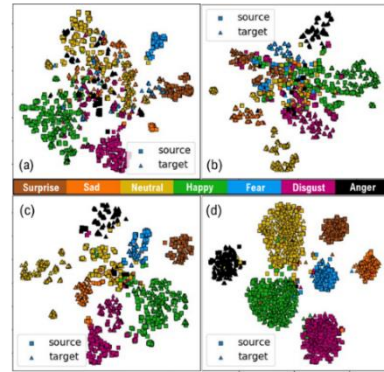 source
target
(a)
source
target
(b)
Surprise Sad Neutral Happy Fear Disgust Anger
(c)
source
target
(d)
source
target